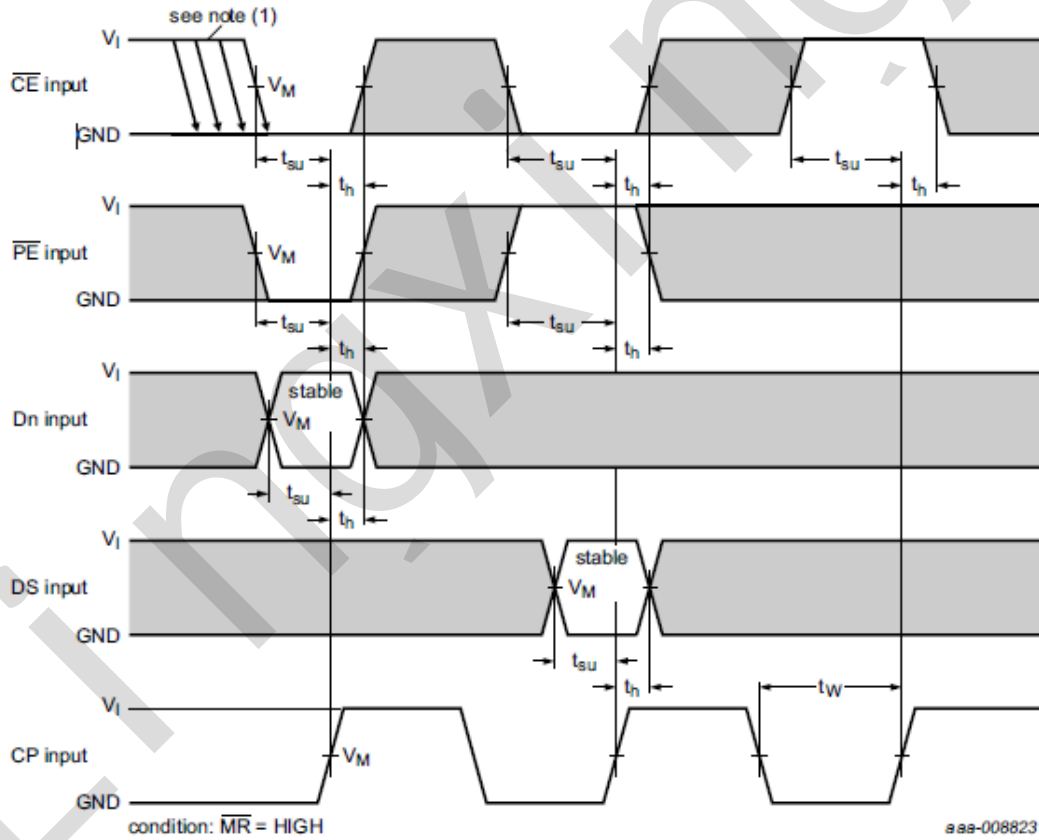 see note (1)
V_I
CE input
V_M
GND
t_su
t_su
t_su
t_h
t_h
t_h
V_I
PE input
V_M
GND
t_su
t_su
t_h
t_h
V_I
stable
Dn input
V_M
GND
t_su
t_h
V_I
stable
DS input
V_M
GND
t_su
t_h
t_W
V_I
CP input
V_M
GND
condition: MR = HIGH
aaa-008823
Lingxing